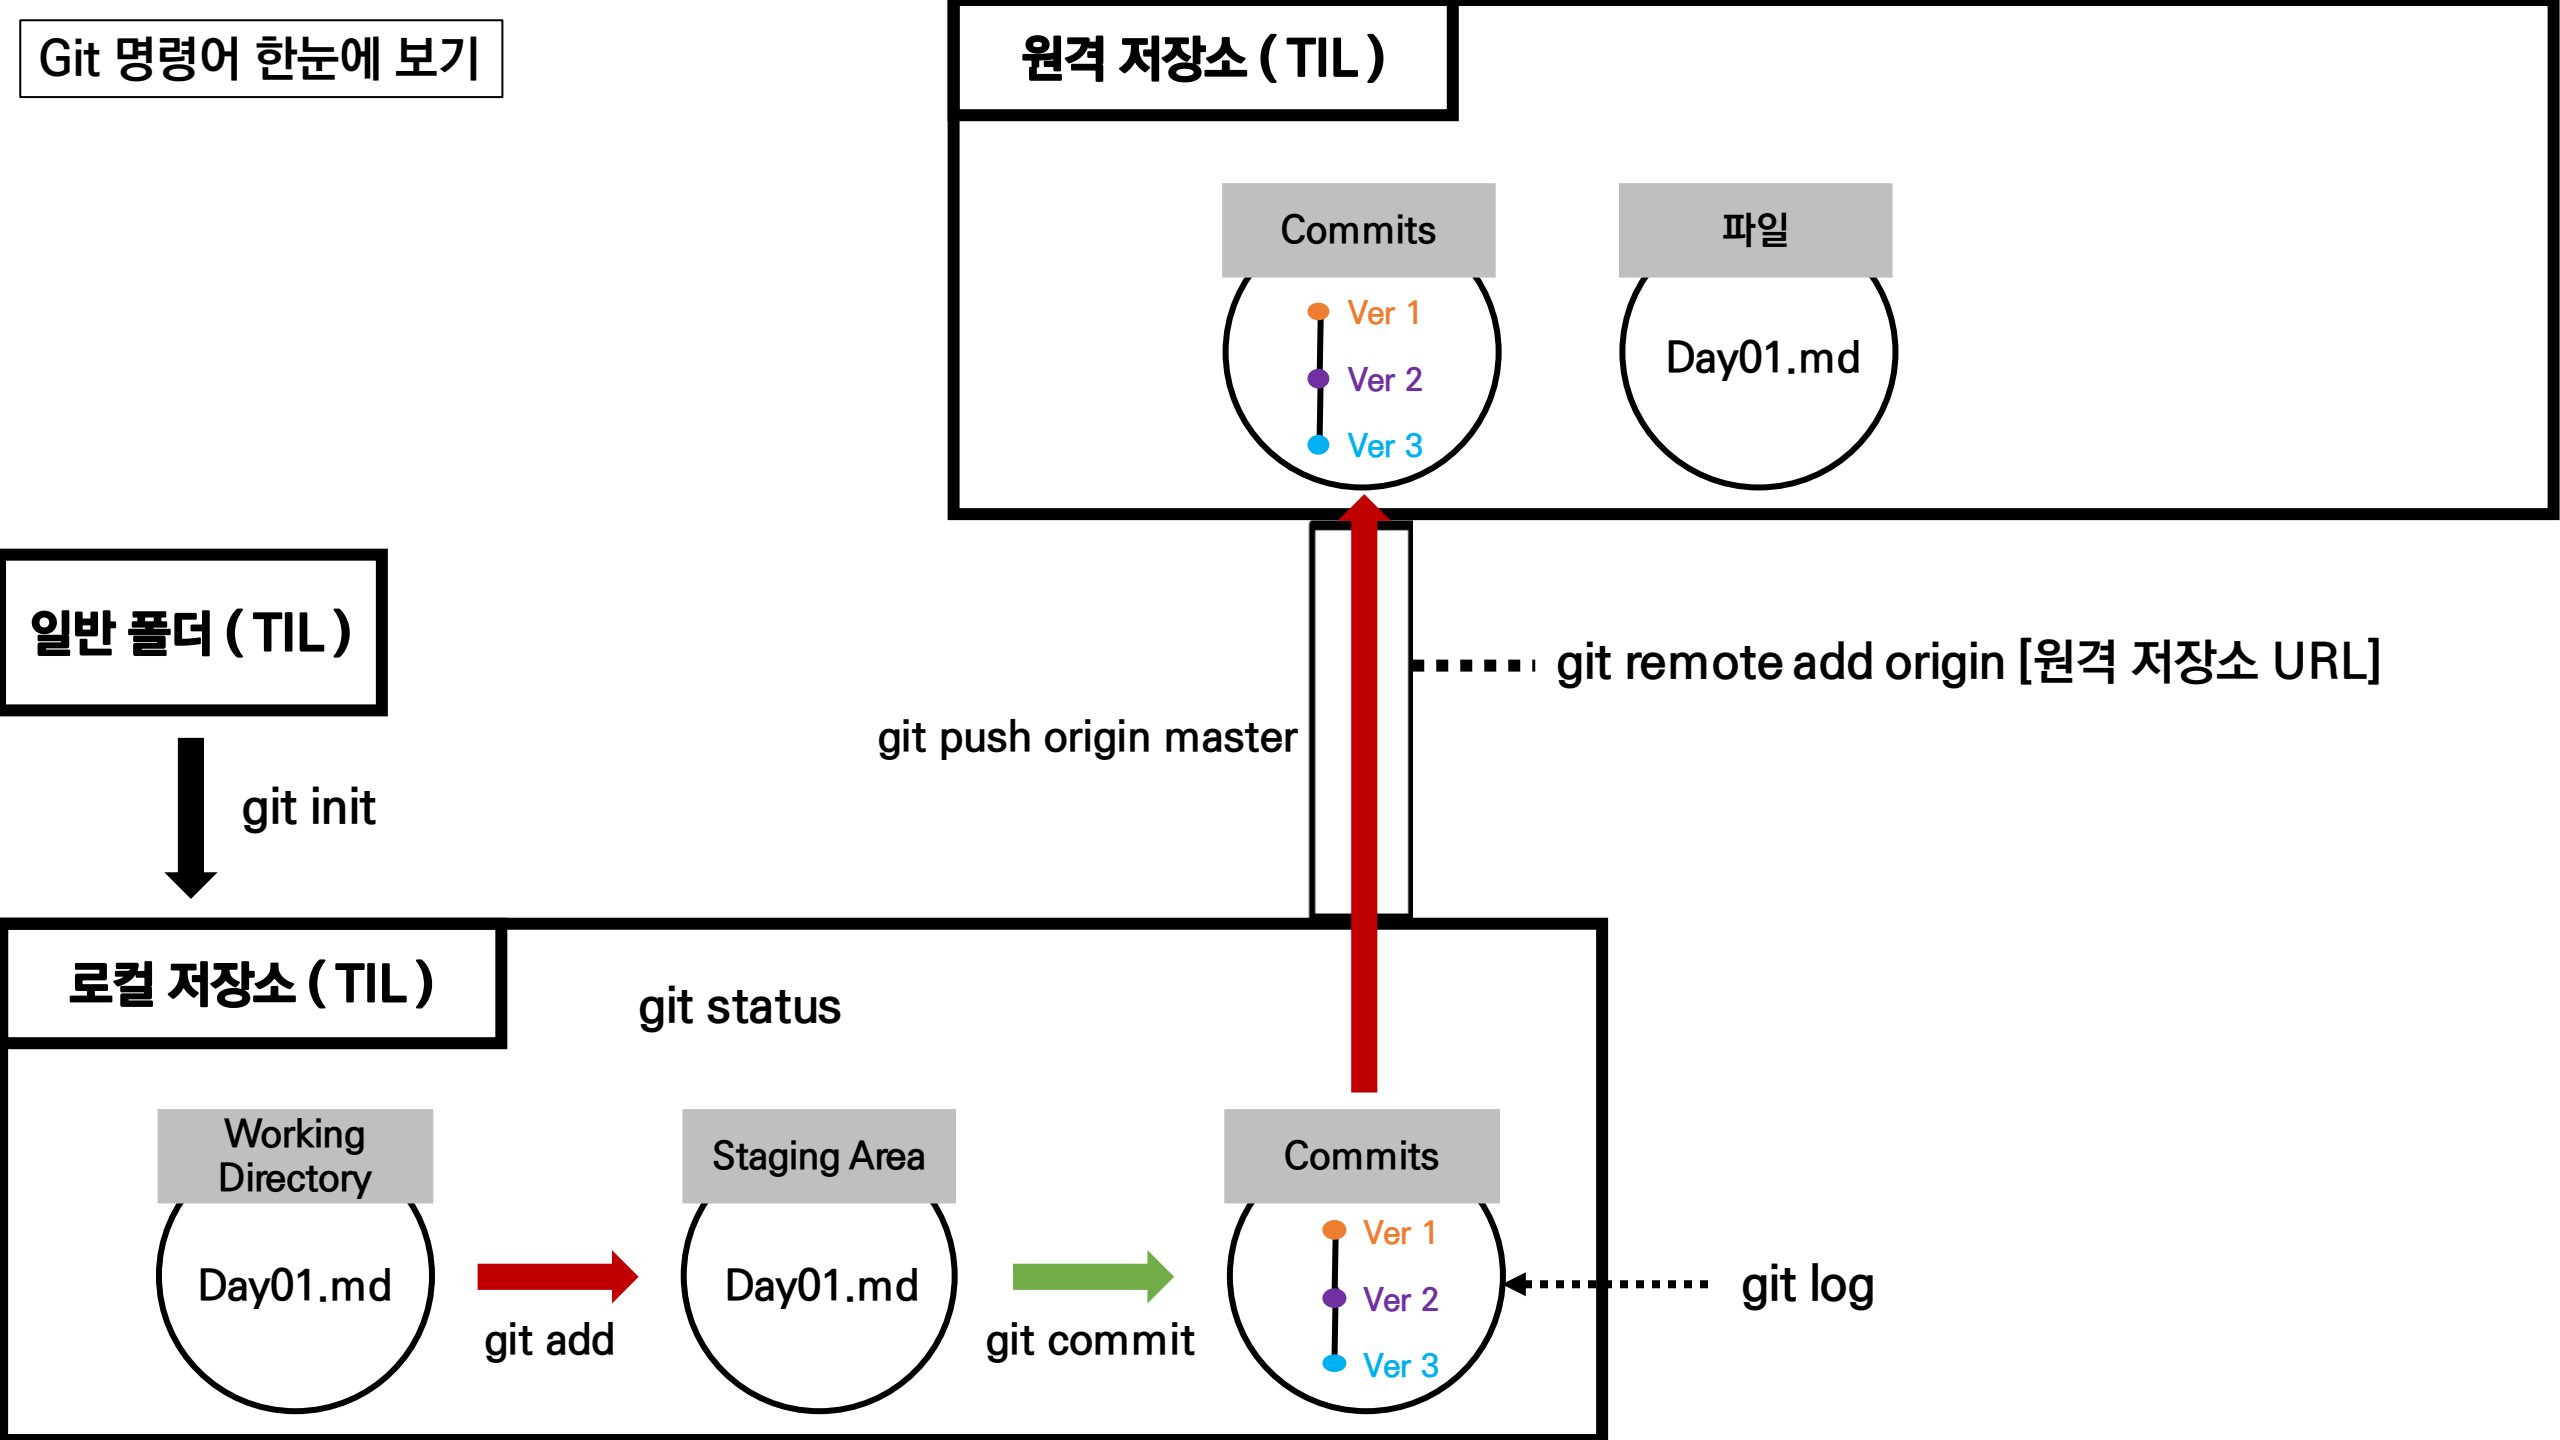 Git 명령어 한눈에 보기
원격 저장소 ( TIL )
Commits
Ver 1
Ver 2
Ver 3
파일
Day01.md
일반 폴더 ( TIL )
git init
git push origin master
git remote add origin [원격 저장소 URL]
로컬 저장소 ( TIL )
git status
Working
Directory
Day01.md
git add
Staging Area
Day01.md
git commit
Commits
Ver 1
Ver 2
Ver 3
git log